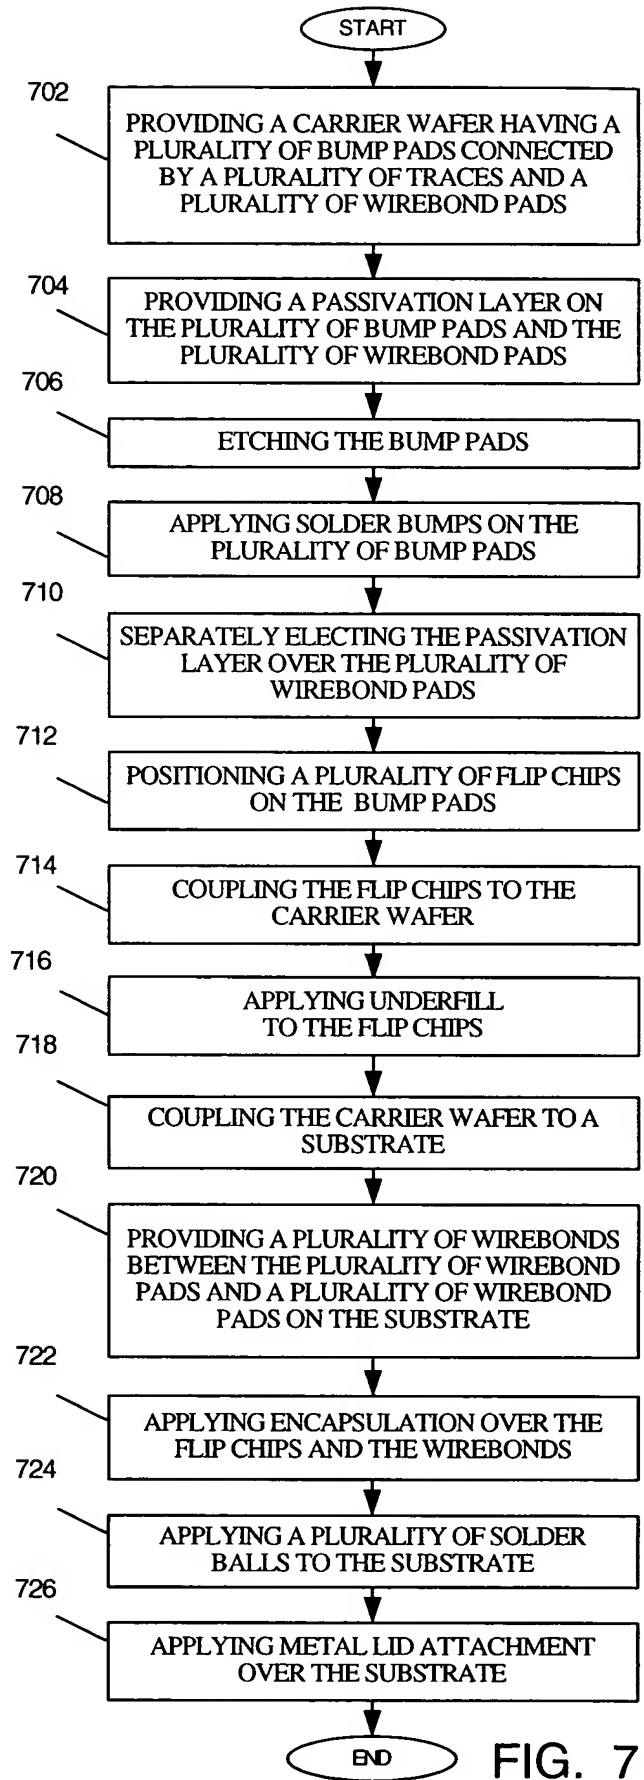 START
702
PROVIDING A CARRIER WAFER HAVING A
PLURALITY OF BUMP PADS CONNECTED
BY A PLURALITY OF TRACES AND A
PLURALITY OF WIREBOND PADS
704
PROVIDING A PASSIVATION LAYER ON
THE PLURALITY OF BUMP PADS AND THE
PLURALITY OF WIREBOND PADS
706
ETCHING THE BUMP PADS
708
APPLYING SOLDER BUMPS ON THE
PLURALITY OF BUMP PADS
710
SEPARATELY ELECTING THE PASSIVATION
LAYER OVER THE PLURALITY OF
WIREBOND PADS
712
POSITIONING A PLURALITY OF FLIP CHIPS
ON THE BUMP PADS
714
COUPLING THE FLIP CHIPS TO THE
CARRIER WAFER
716
APPLYING UNDERFILL
TO THE FLIP CHIPS
718
COUPLING THE CARRIER WAFER TO A
SUBSTRATE
720
PROVIDING A PLURALITY OF WIREBONDS
BETWEEN THE PLURALITY OF WIREBOND
PADS AND A PLURALITY OF WIREBOND
PADS ON THE SUBSTRATE
722
APPLYING ENCAPSULATION OVER THE
FLIP CHIPS AND THE WIREBONDS
724
APPLYING A PLURALITY OF SOLDER
BALLS TO THE SUBSTRATE
726
APPLYING METAL LID ATTACHMENT
OVER THE SUBSTRATE
END
FIG. 7